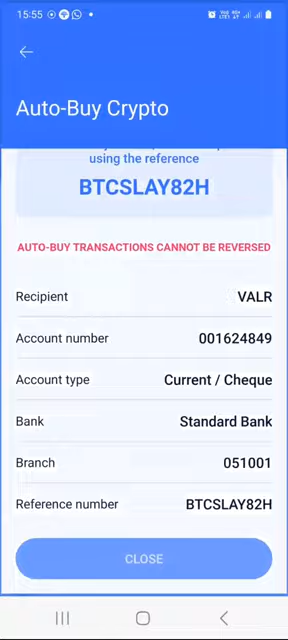 15:55
Auto-Buy Crypto
using the reference
BTCSLAY82H
AUTO-BUY TRANSACTIONS CANNOT BE REVERSED
Recipient VALR
Account number 001624849
Account type Current / Cheque
Bank Standard Bank
Branch 051001
Reference number BTCSLAY82H
CLOSE